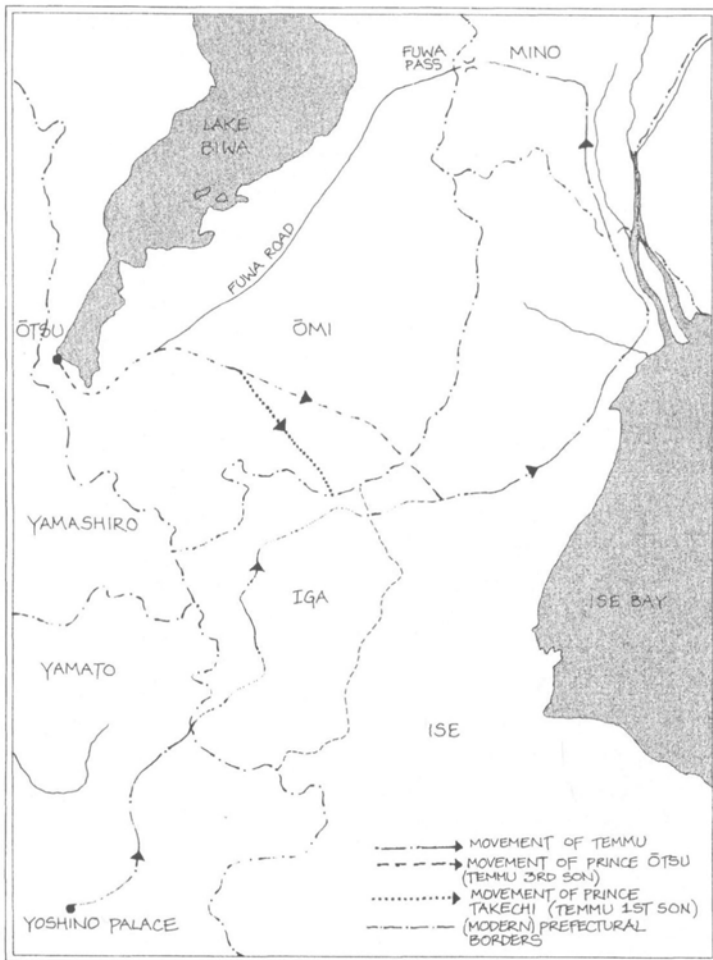 FUWA
PASS
MINO
LAKE
BIWA
FUWA ROAD
ŌTSU
ŌMI
YAMASHIRO
IGA
ISE BAY
YAMATO
ISE
YOSHINO PALACE
MOVEMENT OF TEMMU
MOVEMENT OF PRINCE ŌTSU
(TEMMU 3RD SON)
MOVEMENT OF PRINCE
TAKECHI (TEMMU 1ST SON)
(MODERN) PREFECTURAL
BORDERS